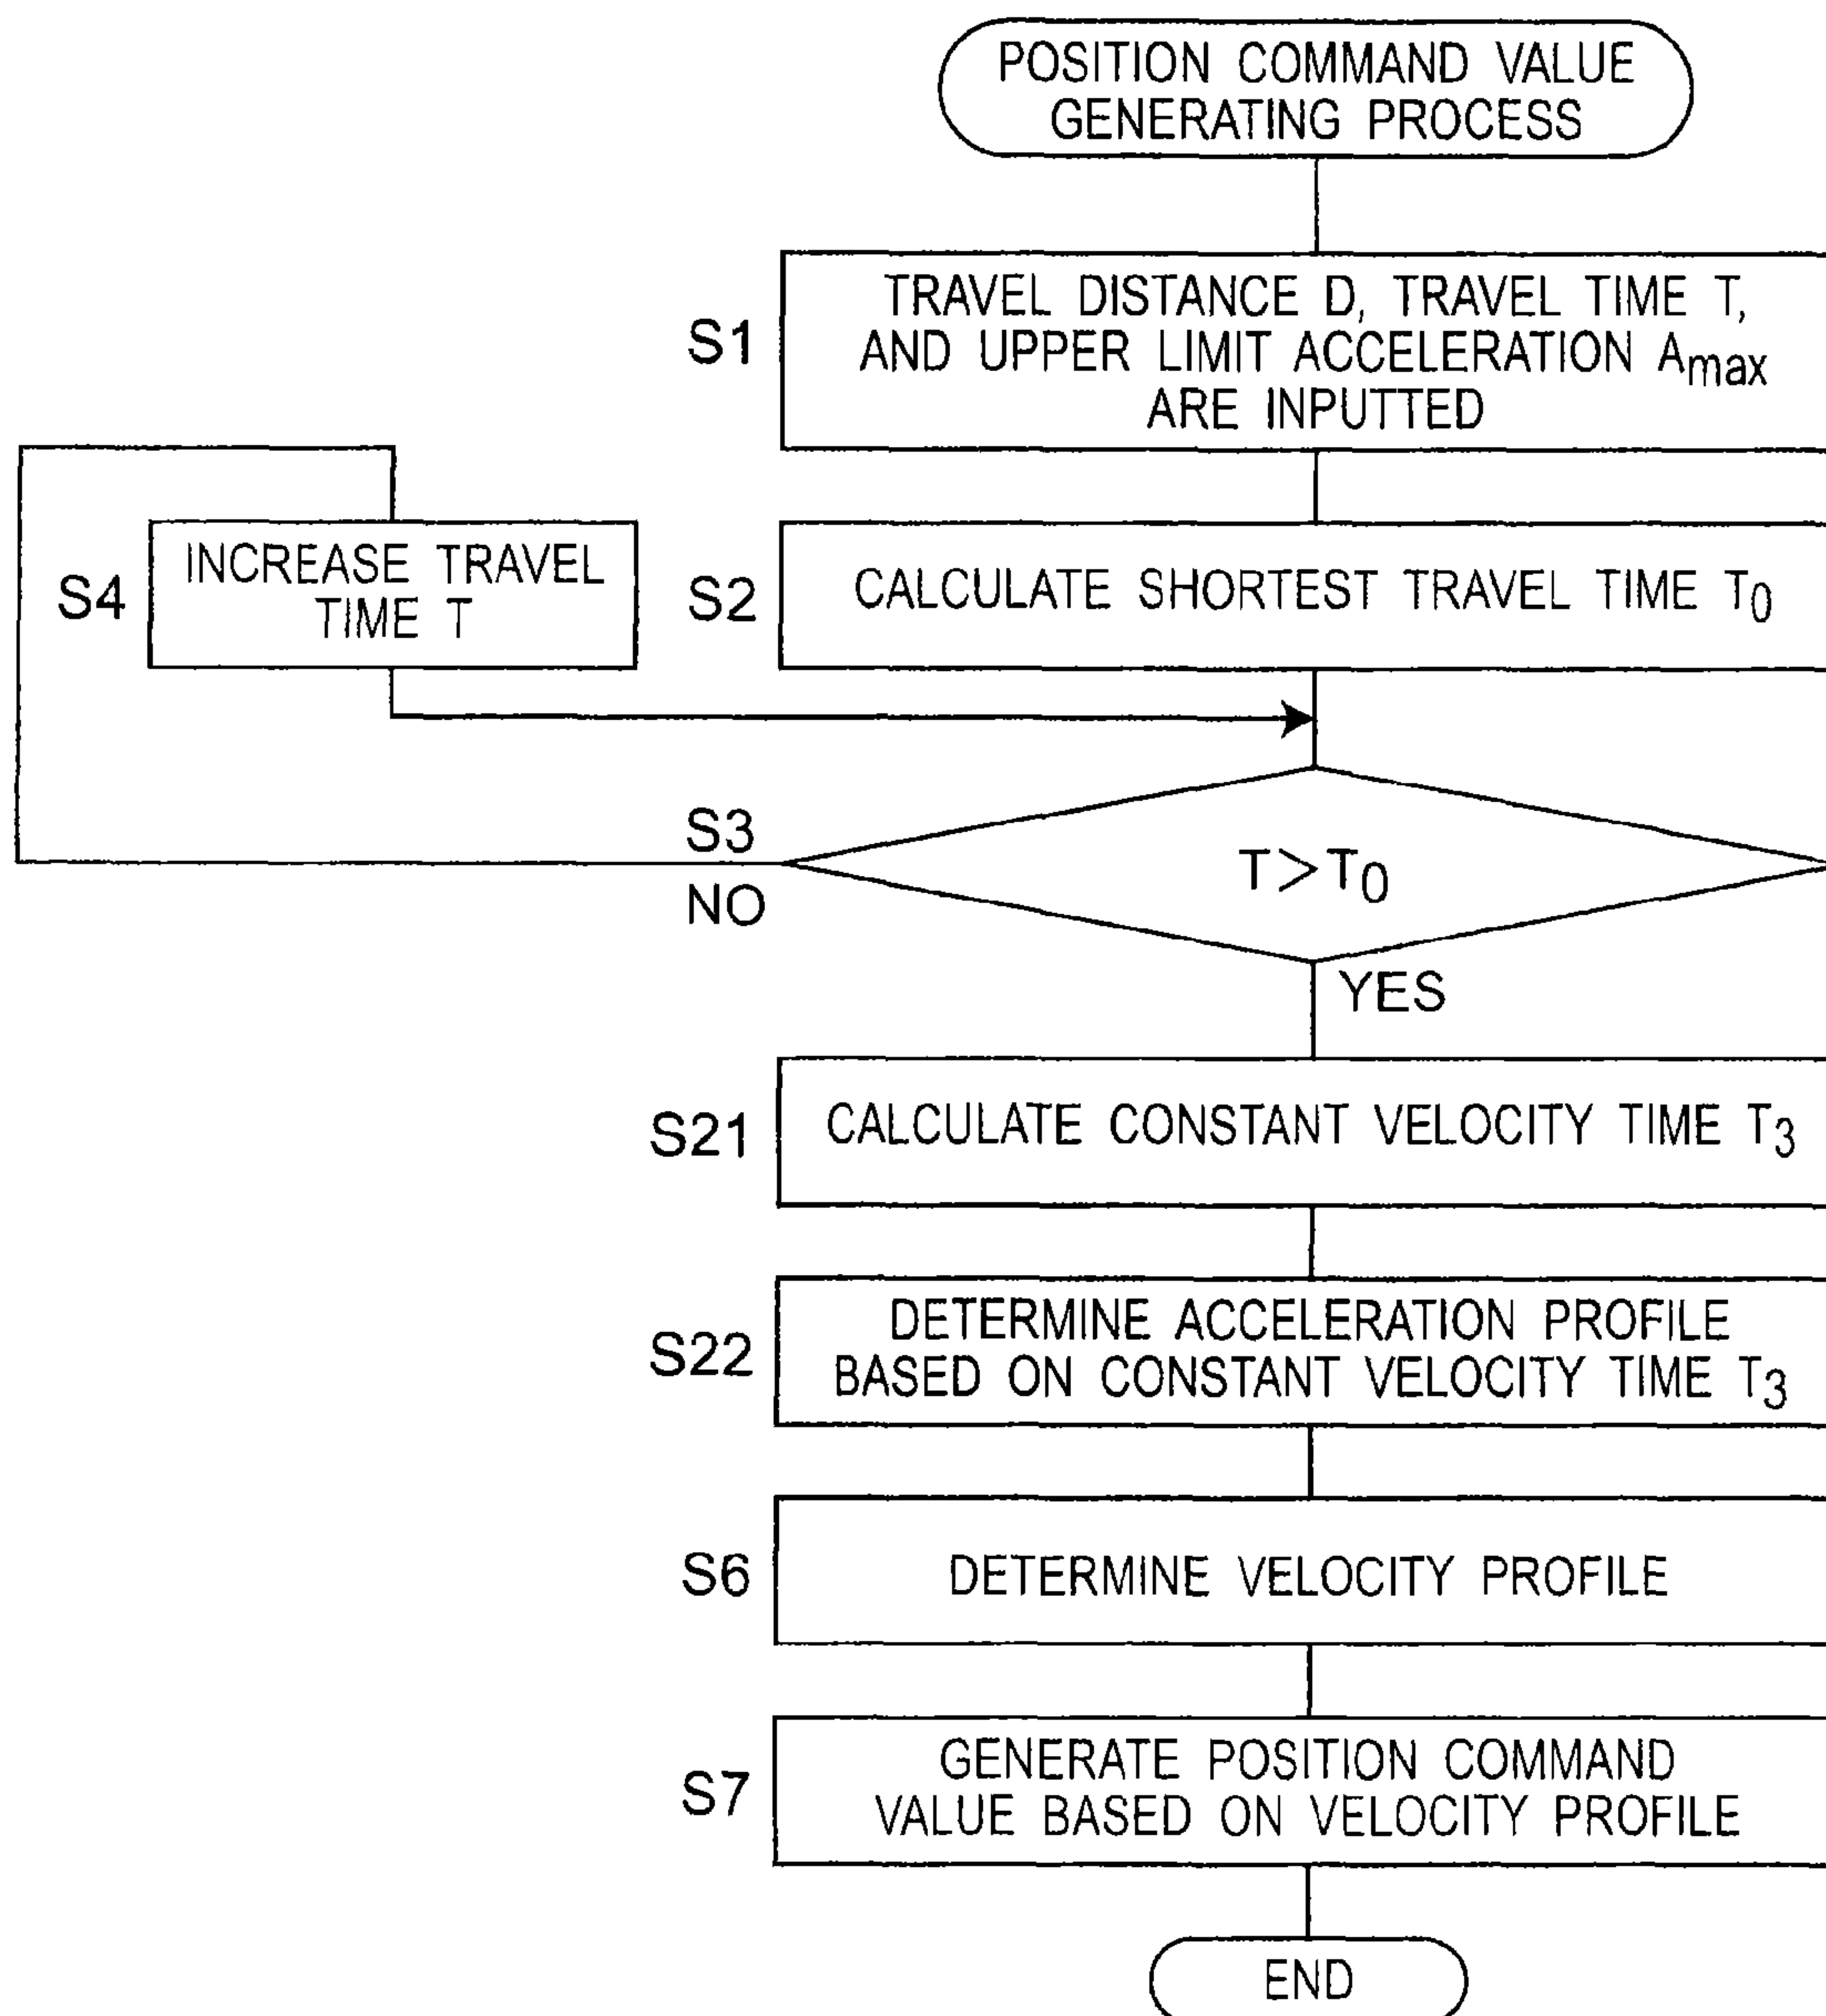 POSITION COMMAND VALUE
GENERATING PROCESS
S1
TRAVEL DISTANCE D, TRAVEL TIME T,
AND UPPER LIMIT ACCELERATION Amax
ARE INPUTTED
S4
INCREASE TRAVEL
TIME T
S2
CALCULATE SHORTEST TRAVEL TIME T0
S3
NO
T>T0
YES
S21
CALCULATE CONSTANT VELOCITY TIME T3
S22
DETERMINE ACCELERATION PROFILE
BASED ON CONSTANT VELOCITY TIME T3
S6
DETERMINE VELOCITY PROFILE
S7
GENERATE POSITION COMMAND
VALUE BASED ON VELOCITY PROFILE
END